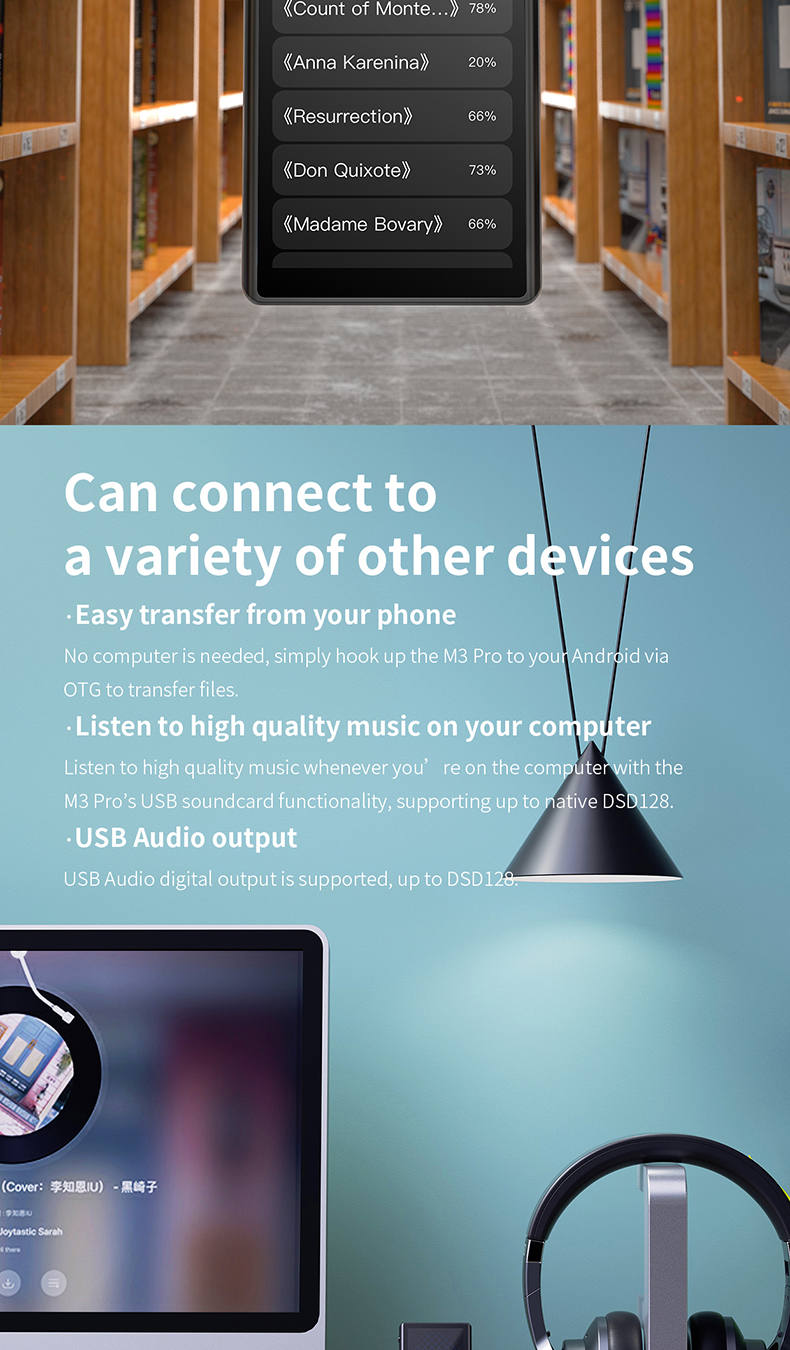 《Count of Monte...》 78%
《Anna Karenina》 20%
《Resurrection》 66%
《Don Quixote》 73%
《Madame Bovary》 66%
Can connect to
a variety of other devices
·Easy transfer from your phone
No computer is needed, simply hook up the M3 Pro to your Android via
OTG to transfer files.
·Listen to high quality music on your computer
Listen to high quality music whenever you’ re on the computer with the
M3 Pro’s USB soundcard functionality, supporting up to native DSD128.
·USB Audio output
USB Audio digital output is supported, up to DSD128.
(Cover: 李知恩IU) - 黑崎子
: 李知恩IU
Joytastic Sarah
there